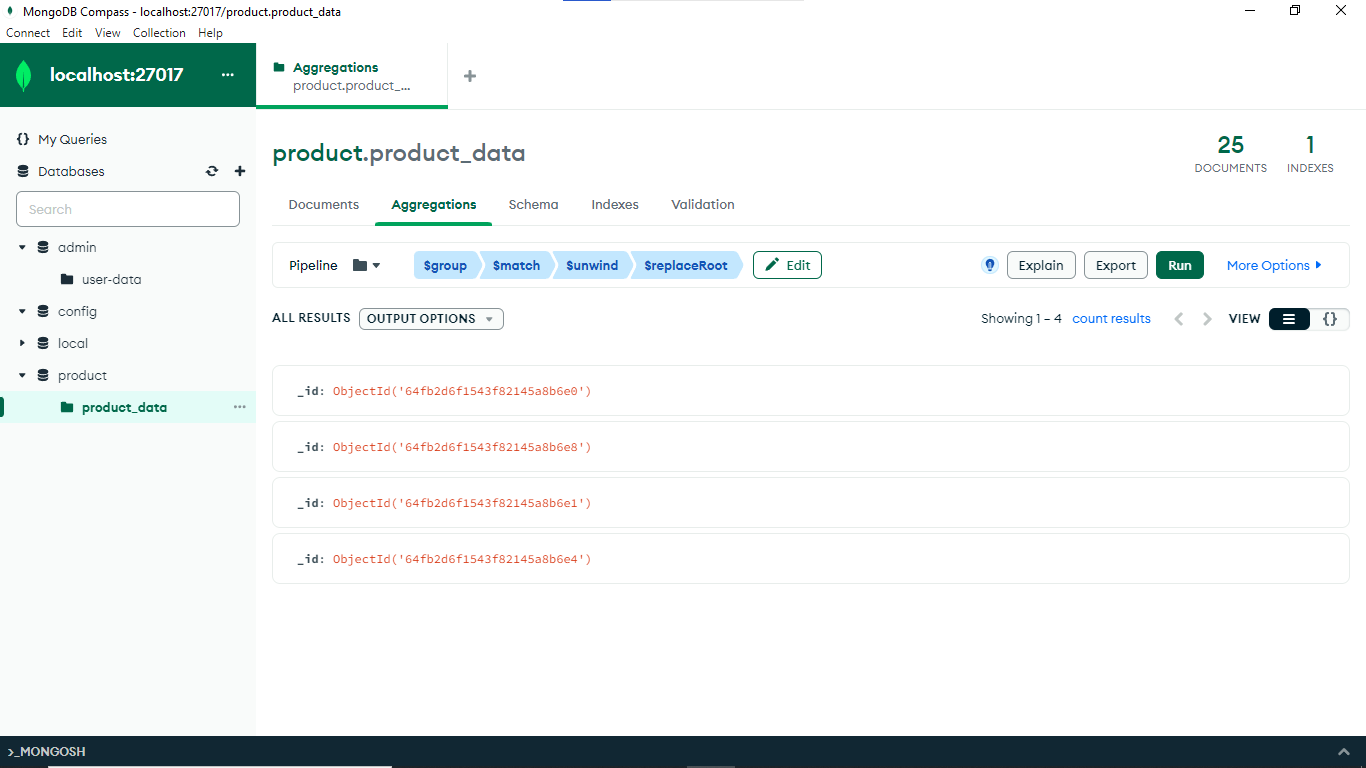 MongoDB Compass - localhost:27017/product.product_data
Connect Edit View Collection Help
localhost:27017 ...
Aggregations
product.product_...
My Queries
Databases
Search
admin
user-data
config
local
product
product_data
product.product_data
25
DOCUMENTS
1
INDEXES
Documents Aggregations Schema Indexes Validation
Pipeline $group $match $unwind $replaceRoot Edit Explain Export Run More Options
ALL RESULTS OUTPUT OPTIONS Showing 1 – 4 count results VIEW {}
_id: ObjectId('64fb2d6f1543f82145a8b6e0')
_id: ObjectId('64fb2d6f1543f82145a8b6e8')
_id: ObjectId('64fb2d6f1543f82145a8b6e1')
_id: ObjectId('64fb2d6f1543f82145a8b6e4')
>_MONGOSH